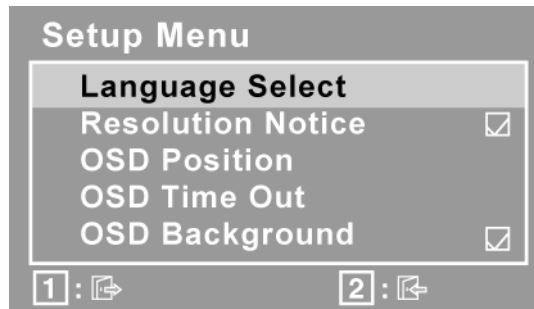 Setup Menu
Language Select
Resolution Notice
OSD Position
OSD Time Out
OSD Background
1 : 2 :